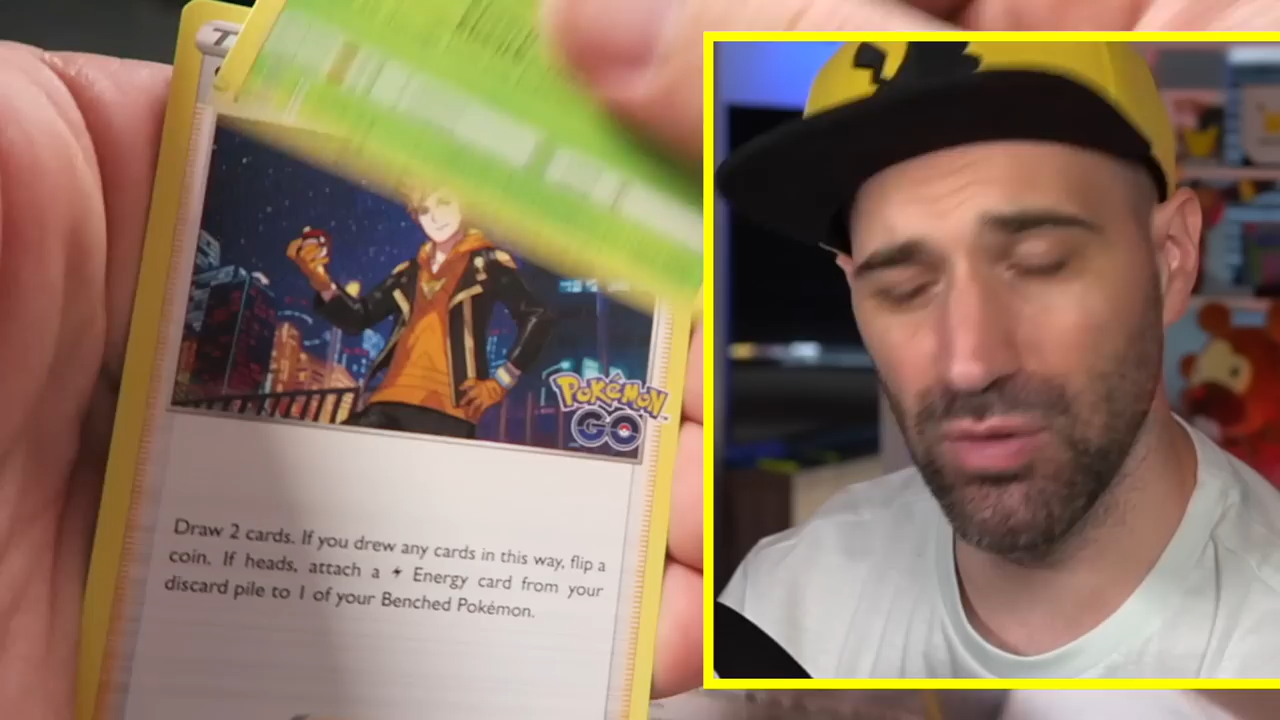 T
POKÉMON
GO
Draw 2 cards. If you drew any cards in this way, flip a
coin. If heads, attach a Energy card from your
discard pile to 1 of your Benched Pokémon.